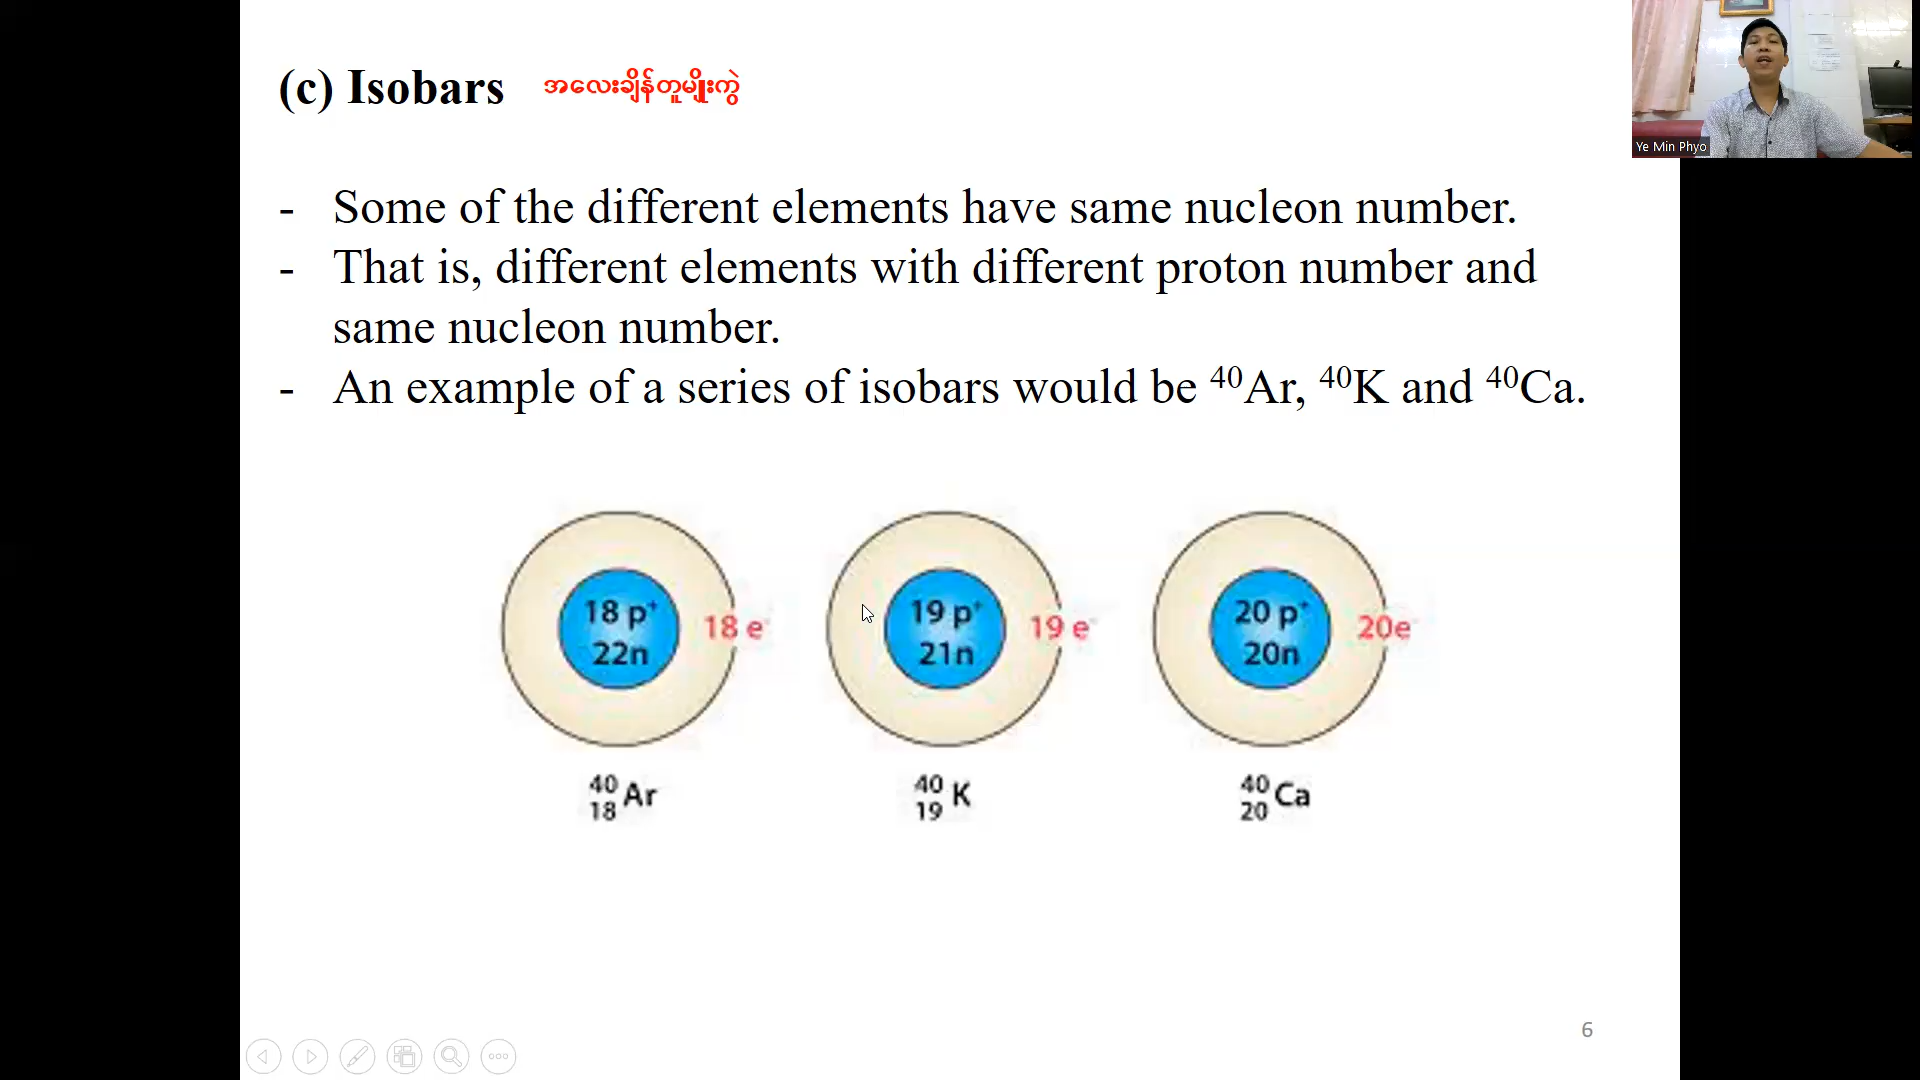 (c) Isobars အလေးချိန်တူမျိုးကွဲ
Ye Min Phyo
- Some of the different elements have same nucleon number.
- That is, different elements with different proton number and
same nucleon number.
- An example of a series of isobars would be ⁴⁰Ar, ⁴⁰K and ⁴⁰Ca.
18 p⁺ 19 p⁺ 20 p⁺
18 e⁻ 19 e⁻ 20e⁻
22n 21n 20n
⁴⁰₁₈Ar ⁴⁰₁₉K ⁴⁰₂₀Ca
6